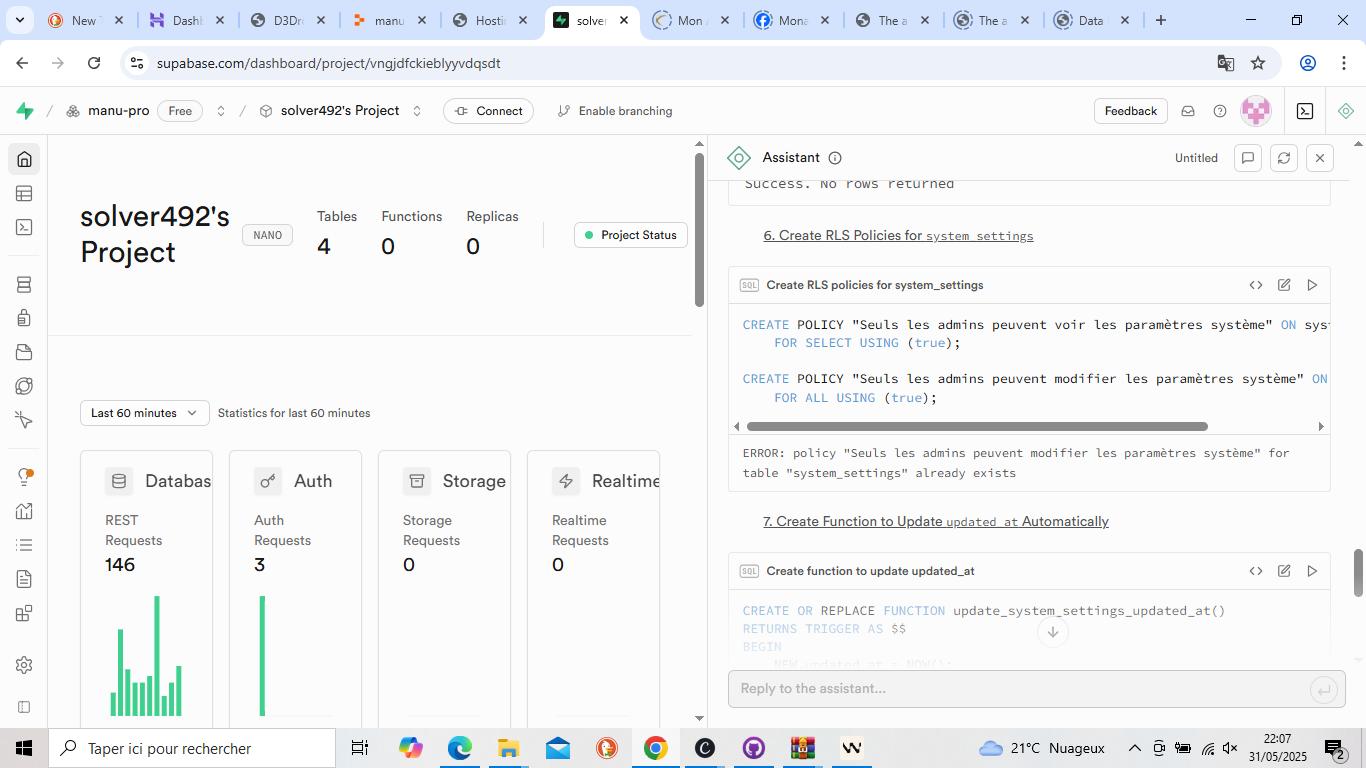 New T
Dashb
D3Dro
manu
Hostin
solver
Mon A
Mona
The a
The a
Data
supabase.com/dashboard/project/vngjdfckieblyyvdqsdt
/ manu-pro Free / solver492's Project Connect Enable branching Feedback
solver492's
Project
NANO
Tables
4
Functions
0
Replicas
0
Project Status
Last 60 minutes Statistics for last 60 minutes
Databas
REST
Requests
146
Auth
Auth
Requests
3
Storage
Storage
Requests
0
Realtime
Realtime
Requests
0
Assistant Untitled
Success. No rows returned
6. Create RLS Policies for system_settings
SQL Create RLS policies for system_settings
CREATE POLICY "Seuls les admins peuvent voir les paramètres système" ON syst
FOR SELECT USING (true);
CREATE POLICY "Seuls les admins peuvent modifier les paramètres système" ON
FOR ALL USING (true);
ERROR: policy "Seuls les admins peuvent modifier les paramètres système" for
table "system_settings" already exists
7. Create Function to Update updated_at Automatically
SQL Create function to update updated_at
CREATE OR REPLACE FUNCTION update_system_settings_updated_at()
RETURNS TRIGGER AS $$
BEGIN
NEW.updated_at = NOW();
Reply to the assistant...
Taper ici pour rechercher
21°C Nuageux
22:07
31/05/2025
2